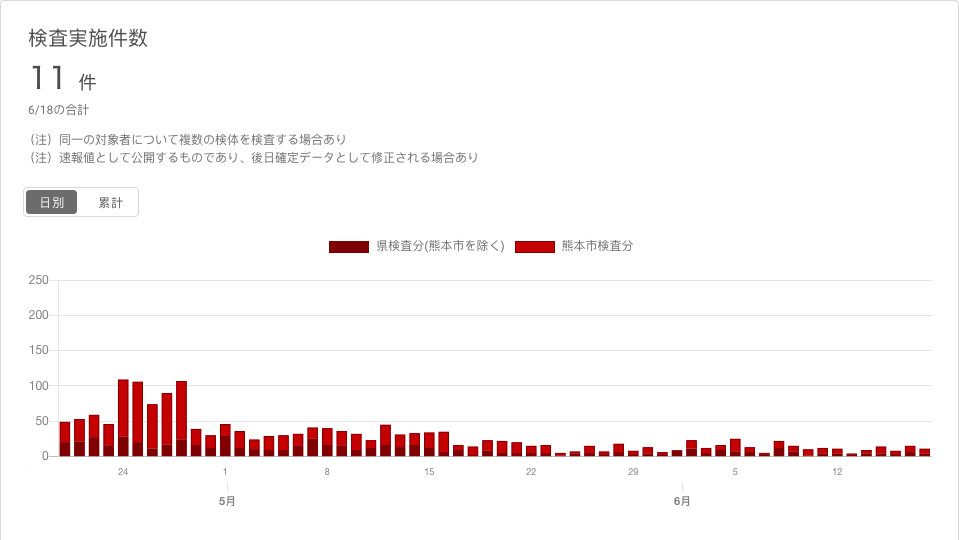 検査実施件数
11 件
6/18の合計
（注）同一の対象者について複数の検体を検査する場合あり
（注）速報値として公開するものであり、後日確定データとして修正される場合あり
日別 累計
県検査分(熊本市を除く) 熊本市検査分
250
200
150
100
50
0
24 1 8 15 22 29 5 12
5月 6月